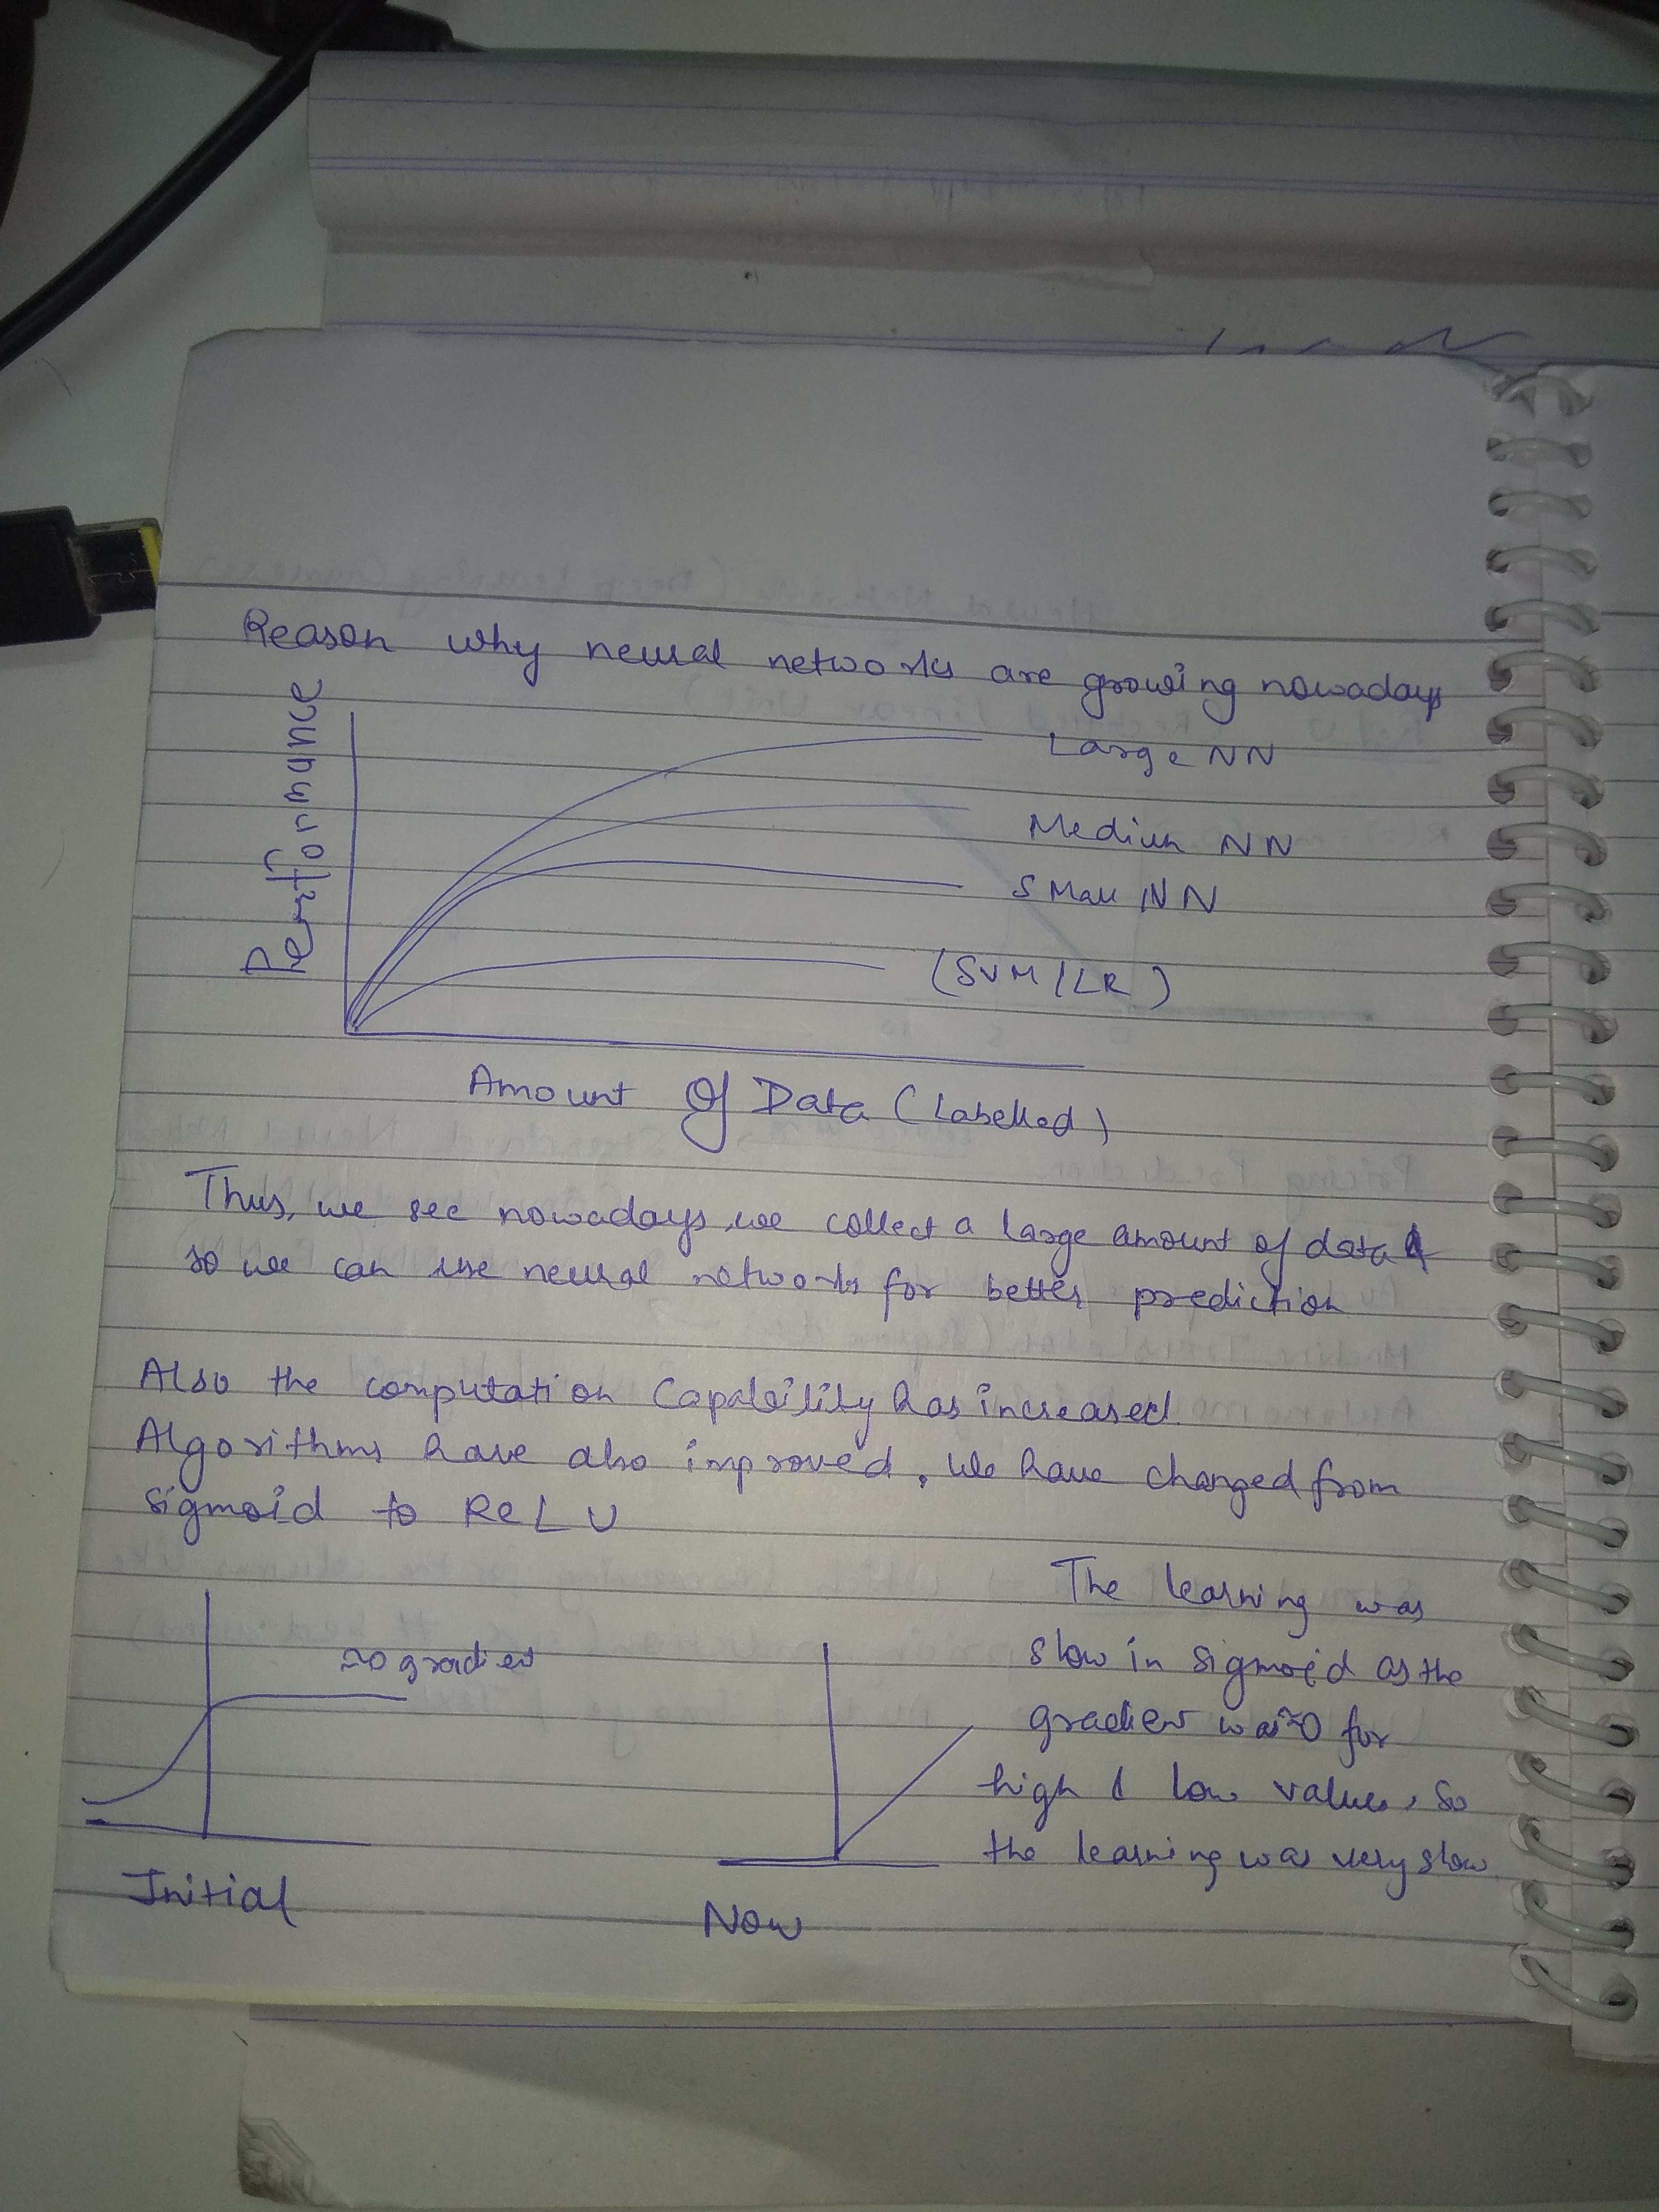 Reason why neural networks are growing nowadays
Performance
Large NN
Medium NN
Small NN
(SVM/LR)
Amount Of Data (Labelled)
Thus, we see nowadays, we collect a large amount of data &
so we can use neural networks for better prediction
Also the computation Capability has increased.
Algorithms have also improved, We have changed from
sigmoid to ReLU
≈0 gradient
Initial
Now
The learning was
slow in sigmoid as the
gradient was ≈0 for
high & low values, So
the learning was very slow